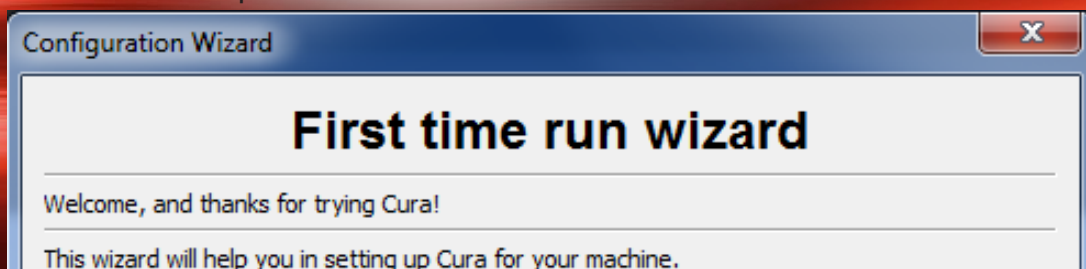 Configuration Wizard
First time run wizard
Welcome, and thanks for trying Cura!
This wizard will help you in setting up Cura for your machine.